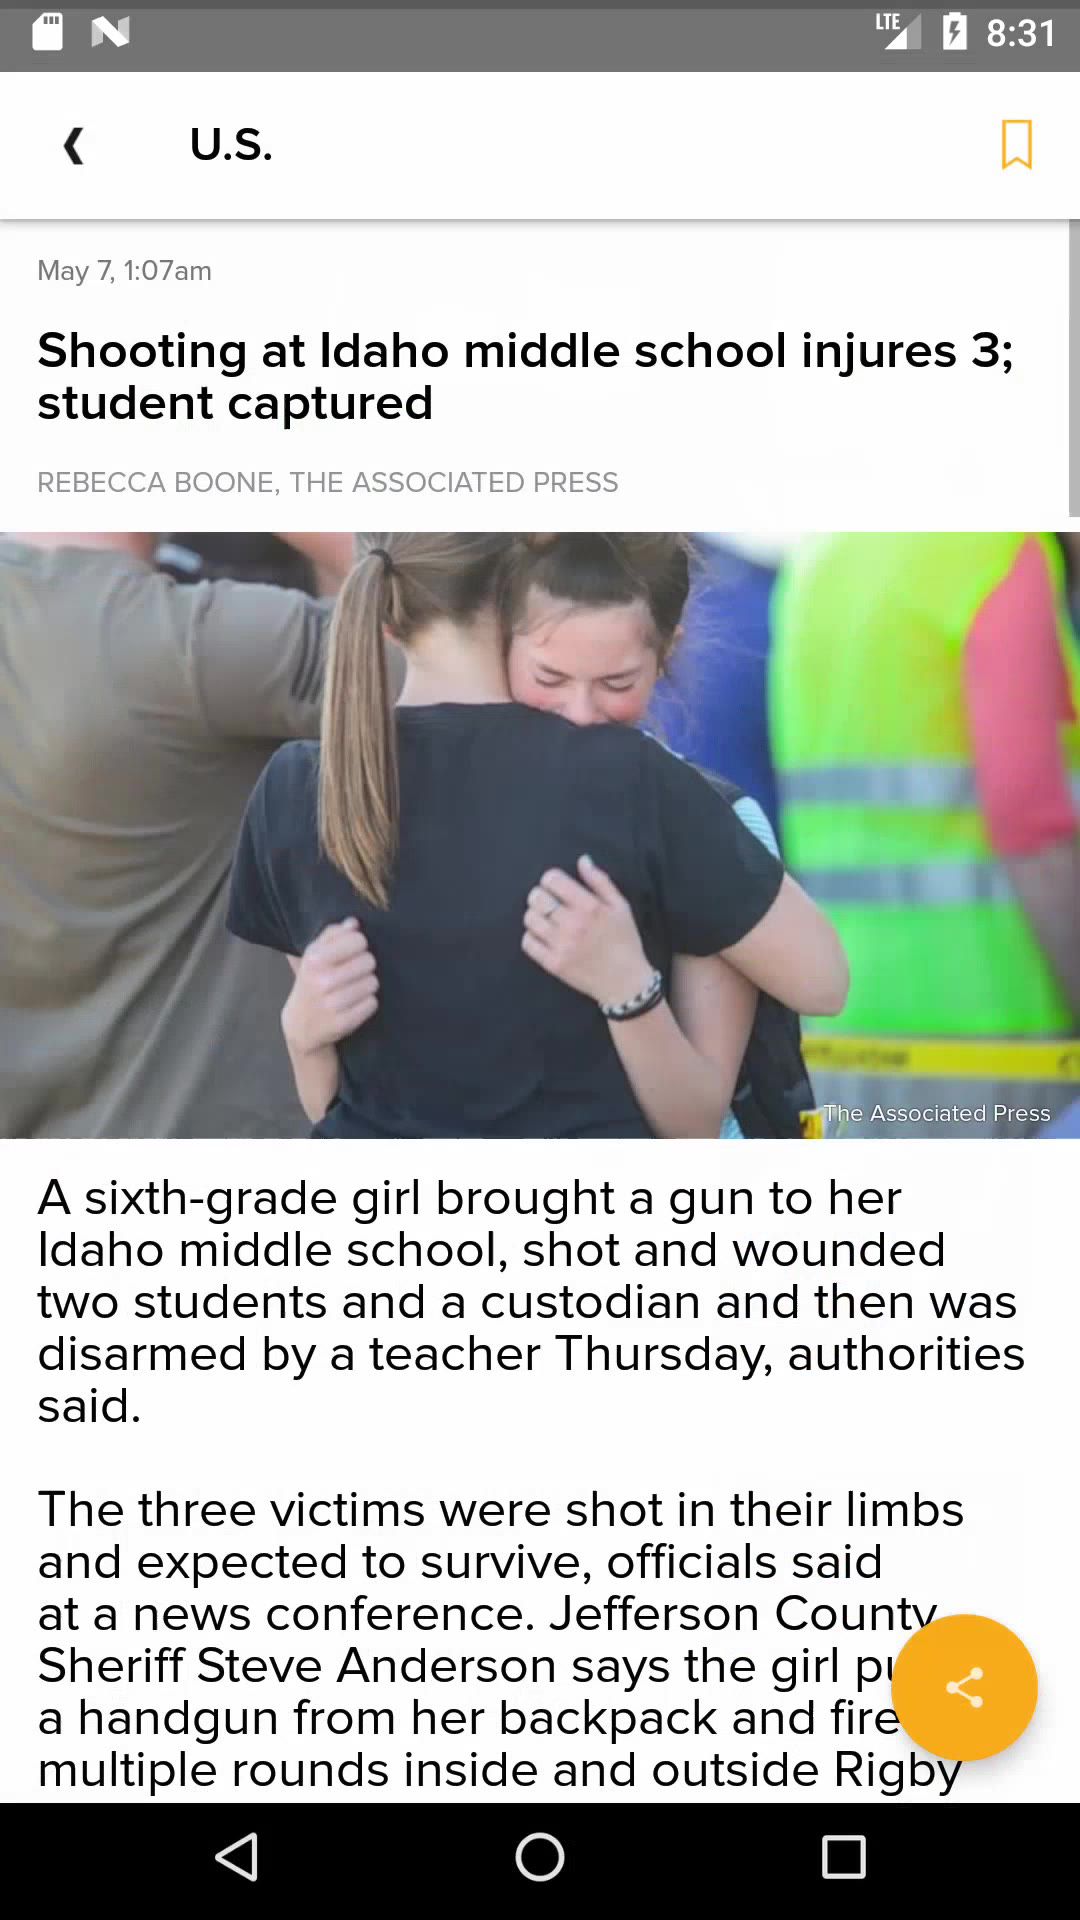 LTE 8:31
U.S.
May 7, 1:07am
Shooting at Idaho middle school injures 3;
student captured
REBECCA BOONE, THE ASSOCIATED PRESS
The Associated Press
A sixth-grade girl brought a gun to her
Idaho middle school, shot and wounded
two students and a custodian and then was
disarmed by a teacher Thursday, authorities
said.
The three victims were shot in their limbs
and expected to survive, officials said
at a news conference. Jefferson County
Sheriff Steve Anderson says the girl
a handgun from her backpack and fire
multiple rounds inside and outside Rigby